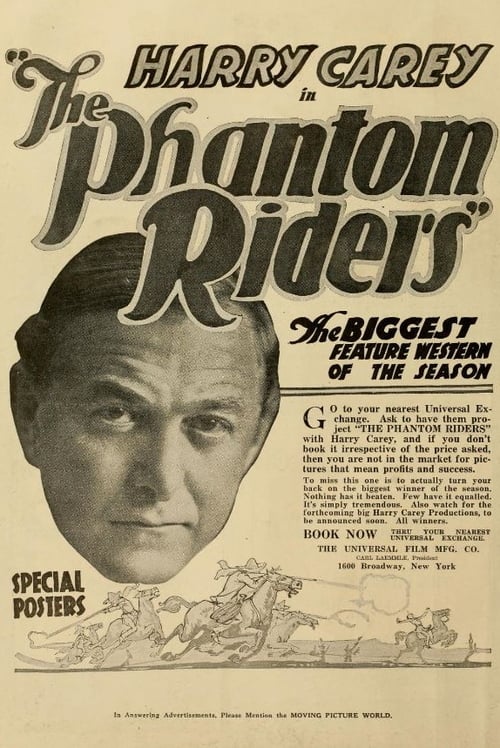 HARRY CAREY
in
"The
Phantom
Riders"
The BIGGEST
FEATURE WESTERN
OF THE SEASON
GO to your nearest Universal Ex-
change. Ask to have them pro-
ject "THE PHANTOM RIDERS"
with Harry Carey, and if you don't
book it irrespective of the price asked,
then you are not in the market for pic-
tures that mean profits and success.
To miss this one is to actually turn your
back on the biggest winner of the season.
Nothing has it beaten. Few have it equalled.
It's simply tremendous. Also watch for the
forthcoming big Harry Carey Productions, to
be announced soon. All winners.
BOOK NOW THRU YOUR NEAREST
UNIVERSAL EXCHANGE.
THE UNIVERSAL FILM MFG. CO.
CARL LAEMMLE, President
1600 Broadway, New York
SPECIAL
POSTERS
In Answering Advertisements, Please Mention the MOVING PICTURE WORLD.